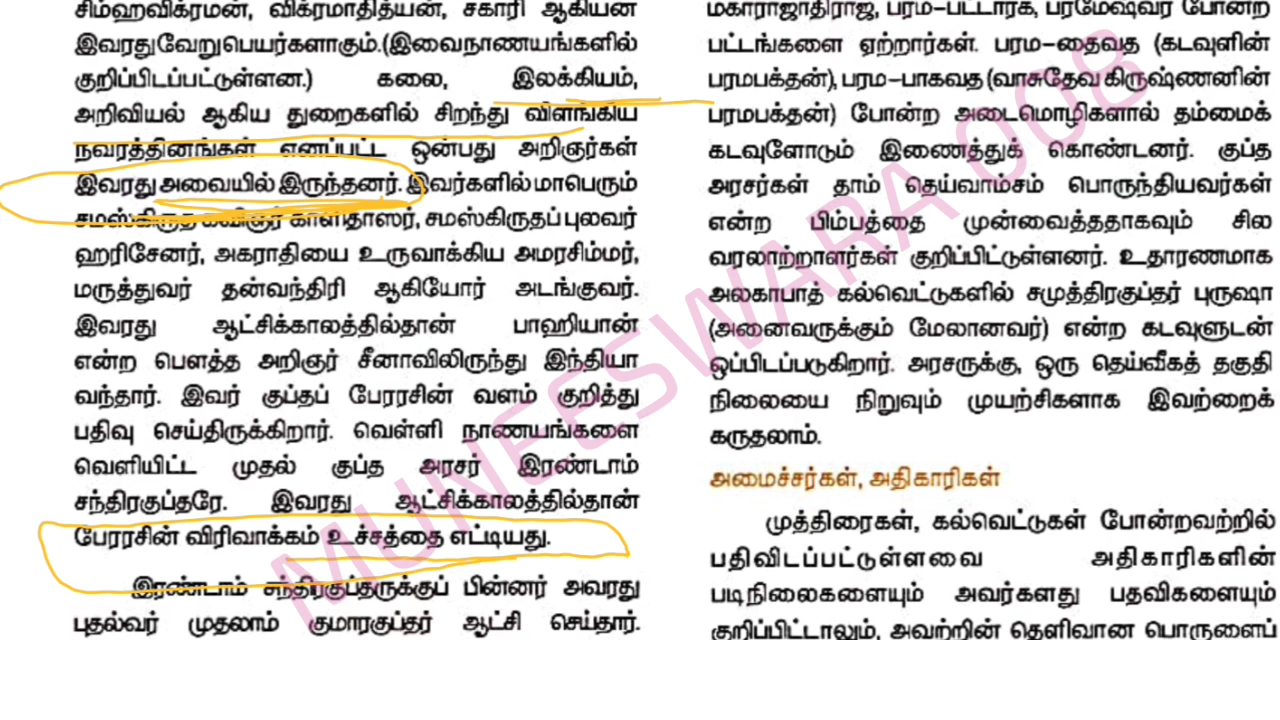 சிம்ஹவிக்ரமன், விக்ரமாதித்யன், சகாரி ஆகியன
இவரதுவேறுபெயர்களாகும்.(இவைநாணயங்களில்
குறிப்பிடப்பட்டுள்ளன.) கலை, இலக்கியம்,
அறிவியல் ஆகிய துறைகளில் சிறந்து விளங்கிய
நவரத்தினங்கள் எனப்பட்ட ஒன்பது அறிஞர்கள்
இவரது அவையில் இருந்தனர். இவர்களில் மாபெரும்
சமஸ்கிருத கவிஞர் காளிதாஸர், சமஸ்கிருதப் புலவர்
ஹரிசேனர், அகராதியை உருவாக்கிய அமரசிம்மர்,
மருத்துவர் தன்வந்திரி ஆகியோர் அடங்குவர்.
இவரது ஆட்சிக்காலத்தில்தான் பாஹியான்
என்ற பௌத்த அறிஞர் சீனாவிலிருந்து இந்தியா
வந்தார். இவர் குப்தப் பேரரசின் வளம் குறித்து
பதிவு செய்திருக்கிறார். வெள்ளி நாணயங்களை
வெளியிட்ட முதல் குப்த அரசர் இரண்டாம்
சந்திரகுப்தரே. இவரது ஆட்சிக்காலத்தில்தான்
பேரரசின் விரிவாக்கம் உச்சத்தை எட்டியது.
இரண்டாம் சந்திரகுப்தருக்குப் பின்னர் அவரது
புதல்வர் முதலாம் குமாரகுப்தர் ஆட்சி செய்தார்.
மகாராஜாதிராஜ, பரம–பட்டாரக, பரமேஷ்வர போன்ற
பட்டங்களை ஏற்றார்கள். பரம–தைவத (கடவுளின்
பரமபக்தன்), பரம–பாகவத (வாசுதேவ கிருஷ்ணனின்
பரமபக்தன்) போன்ற அடைமொழிகளால் தம்மைக்
கடவுளோடும் இணைத்துக் கொண்டனர். குப்த
அரசர்கள் தாம் தெய்வாம்சம் பொருந்தியவர்கள்
என்ற பிம்பத்தை முன்வைத்ததாகவும் சில
வரலாற்றாளர்கள் குறிப்பிட்டுள்ளனர். உதாரணமாக
அலகாபாத் கல்வெட்டுகளில் சமுத்திரகுப்தர் புருஷா
(அனைவருக்கும் மேலானவர்) என்ற கடவுளுடன்
ஒப்பிடப்படுகிறார். அரசருக்கு, ஒரு தெய்வீகத் தகுதி
நிலையை நிறுவும் முயற்சிகளாக இவற்றைக்
கருதலாம்.
அமைச்சர்கள், அதிகாரிகள்
முத்திரைகள், கல்வெட்டுகள் போன்றவற்றில்
பதிவிடப்பட்டுள்ளவை அதிகாரிகளின்
படிநிலைகளையும் அவர்களது பதவிகளையும்
குறிப்பிட்டாலும், அவற்றின் தெளிவான பொருளைப்
MUNEESWARA 008